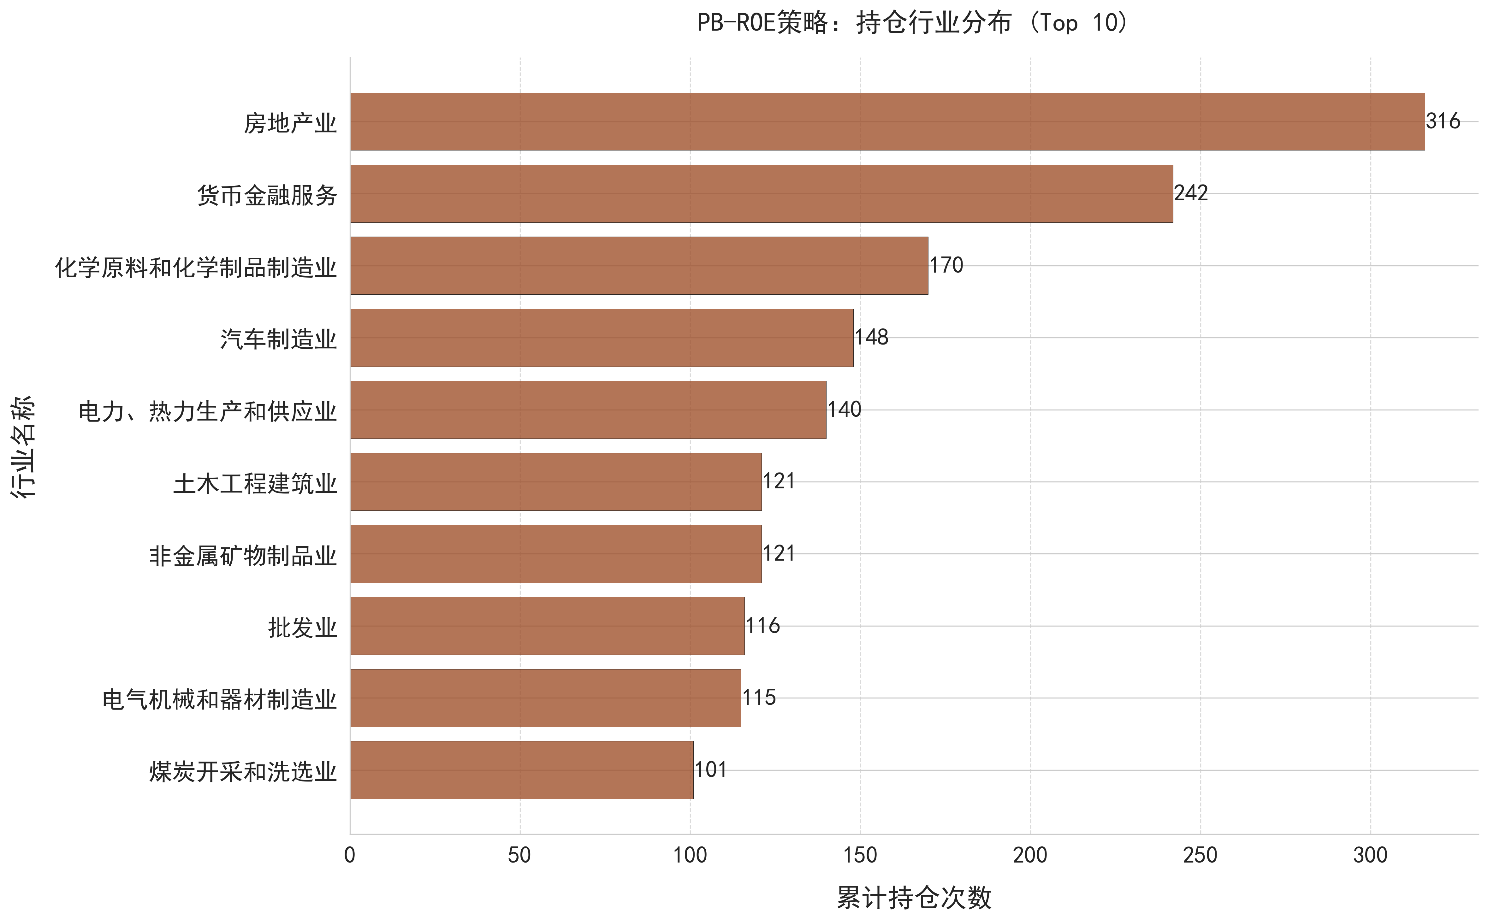 PB-ROE策略：持仓行业分布 (Top 10)
房地产业 316
货币金融服务 242
化学原料和化学制品制造业 170
汽车制造业 148
电力、热力生产和供应业 140
土木工程建筑业 121
非金属矿物制品业 121
批发业 116
电气机械和器材制造业 115
煤炭开采和洗选业 101
行业名称
0 50 100 150 200 250 300
累计持仓次数